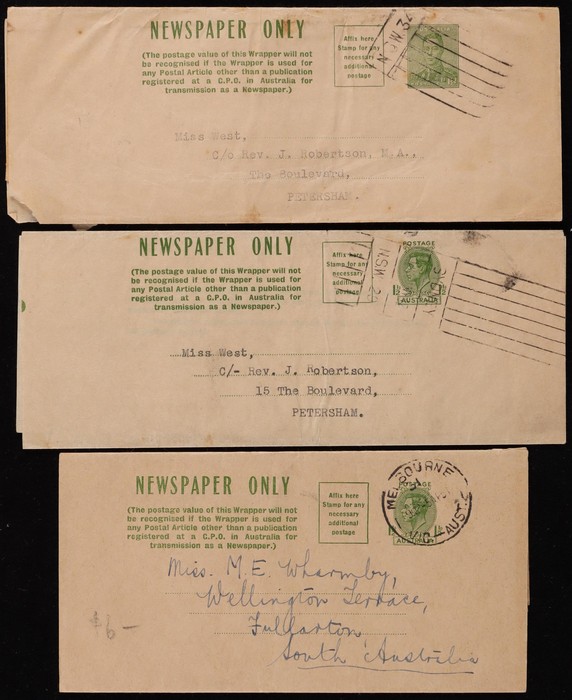 NEWSPAPER ONLY
(The postage value of this Wrapper will not
be recognised if the Wrapper is used for
any Postal Article other than a publication
registered at a G.P.O. in Australia for
transmission as a Newspaper.)
Affix here
Stamp for any
necessary
additional
postage
N.S.W. 32
Miss West,
C/o Rev. J. Robertson, M.A.,
The Boulevard,
PETERSHAM.
NEWSPAPER ONLY
(The postage value of this Wrapper will not
be recognised if the Wrapper is used for
any Postal Article other than a publication
registered at a G.P.O. in Australia for
transmission as a Newspaper.)
Affix here
Stamp for any
necessary
additional
postage
POSTAGE
AUSTRALIA
Miss West,
C/- Rev. J. Robertson,
15 The Boulevard,
PETERSHAM.
NEWSPAPER ONLY
(The postage value of this Wrapper will not
be recognised if the Wrapper is used for
any Postal Article other than a publication
registered at a G.P.O. in Australia for
transmission as a Newspaper.)
Affix here
Stamp for any
necessary
additional
postage
POSTAGE
AUSTRALIA
MELBOURNE
VIC AUST
Miss. M. E. Wharmby,
Wellington Terrace,
Fullarton
South Australia
$6-